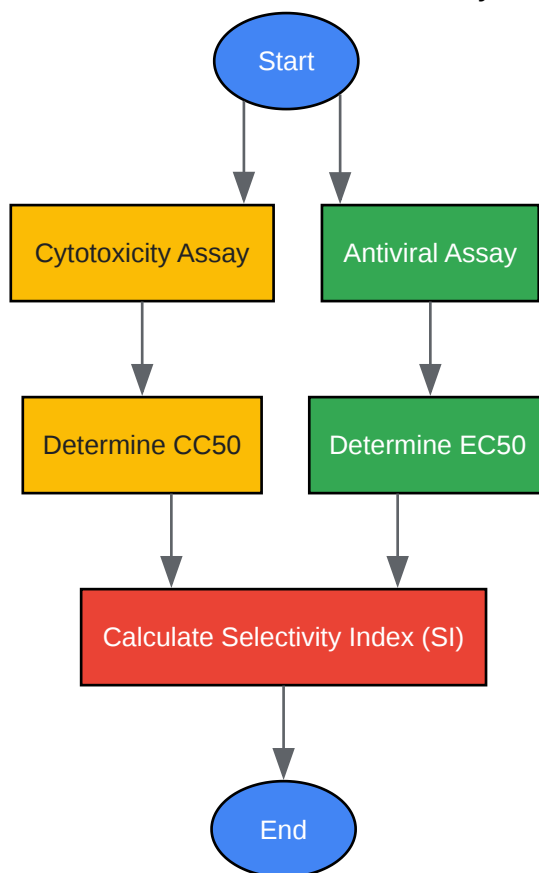 Start
Cytotoxicity Assay
Antiviral Assay
Determine CC50
Determine EC50
Calculate Selectivity Index (SI)
End